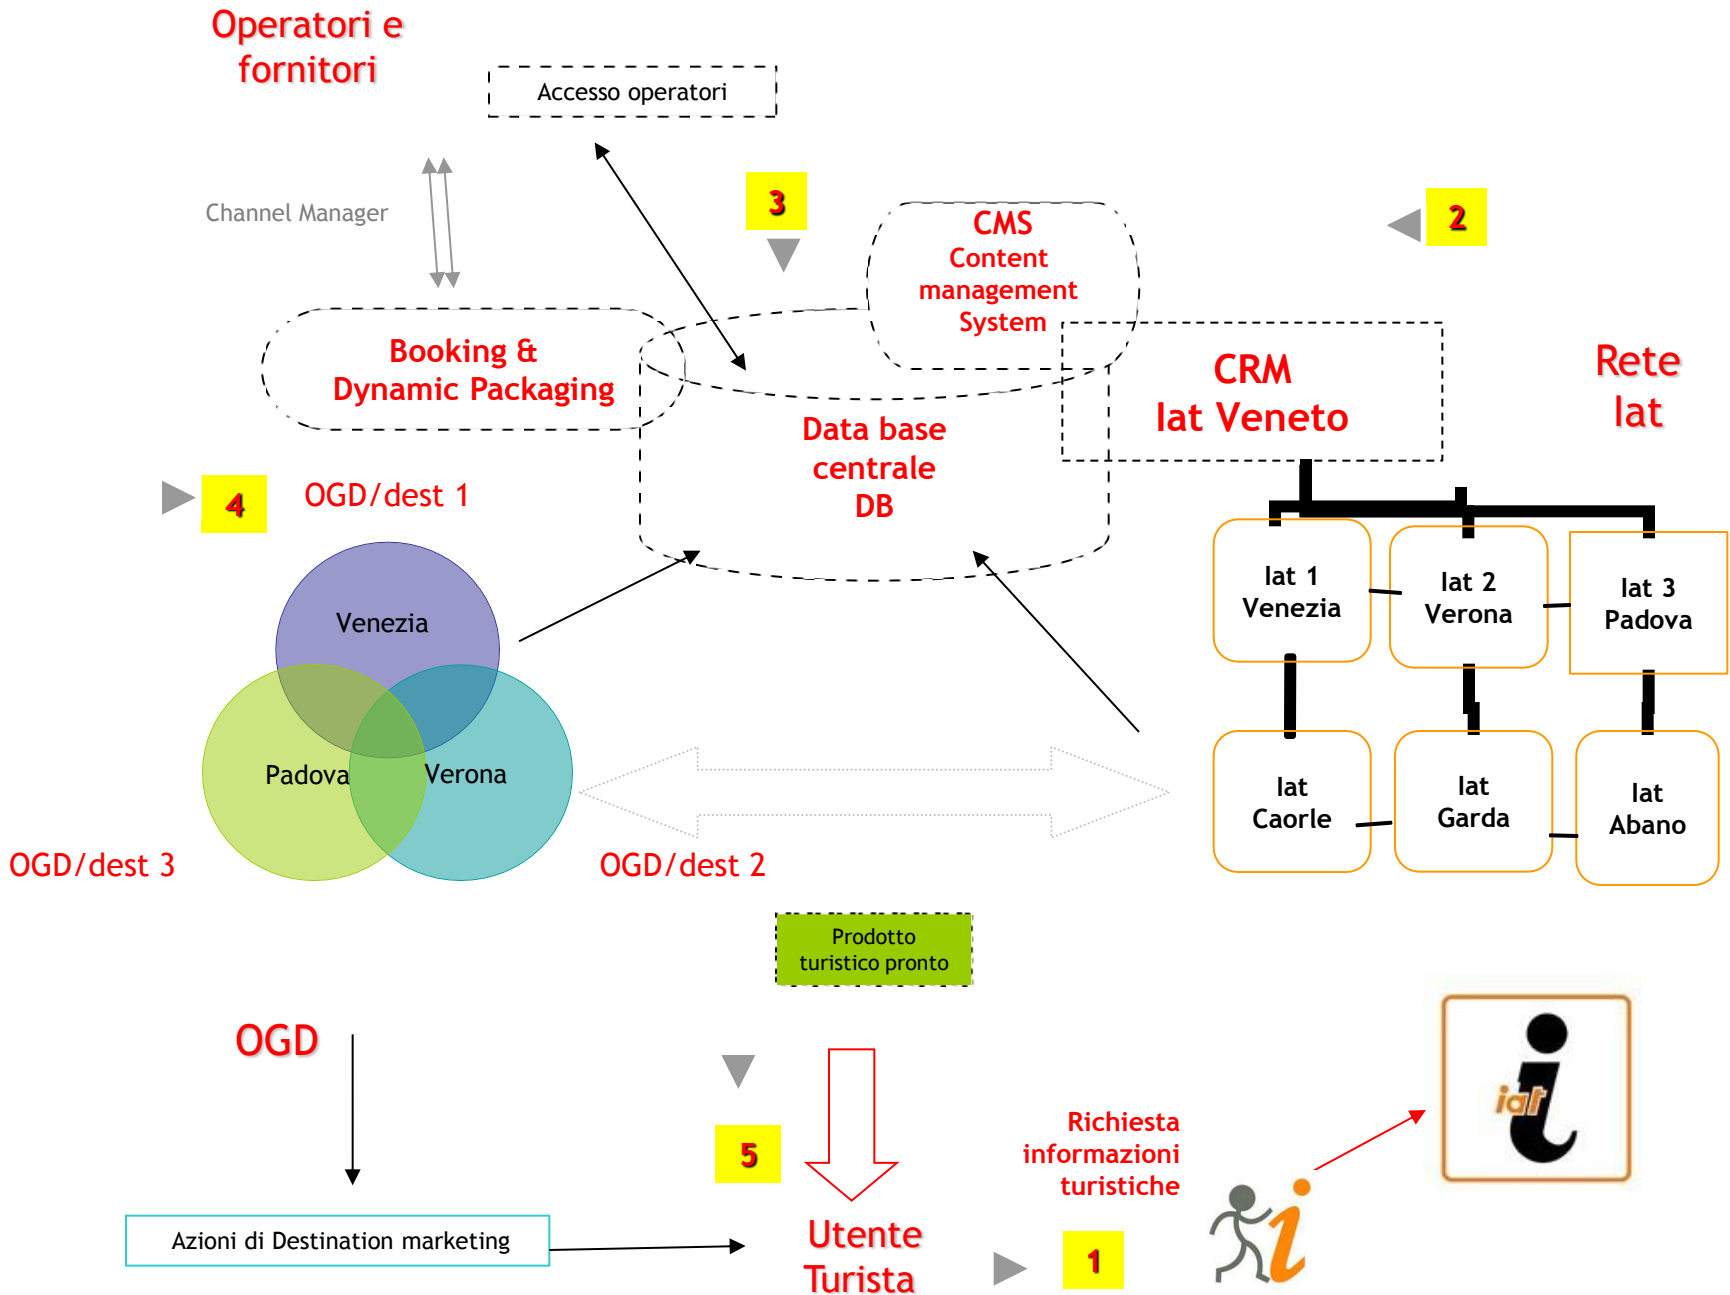 Operatori e
fornitori
Accesso operatori
Channel Manager
3
2
CMS
Content
management
System
Booking &
Dynamic Packaging
CRM
Iat Veneto
Rete
Iat
Data base
centrale
DB
4
OGD/dest 1
Venezia
Padova
Verona
OGD/dest 3
OGD/dest 2
Iat 1
Venezia
Iat 2
Verona
Iat 3
Padova
Iat
Caorle
Iat
Garda
Iat
Abano
Prodotto
turistico pronto
OGD
5
Richiesta
informazioni
turistiche
iat
i
Azioni di Destination marketing
Utente
Turista
1
i